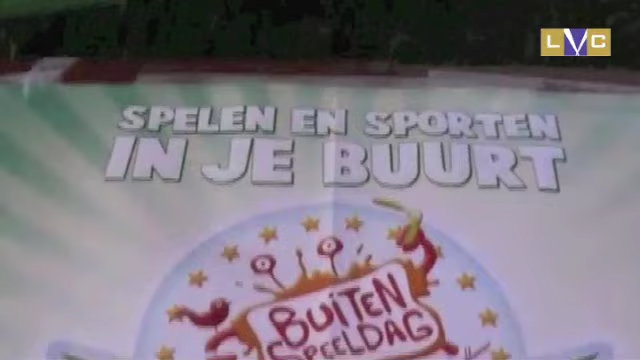 LVC
SPELEN EN SPORTEN
IN JE BUURT
BUITEN
SPEELDAG